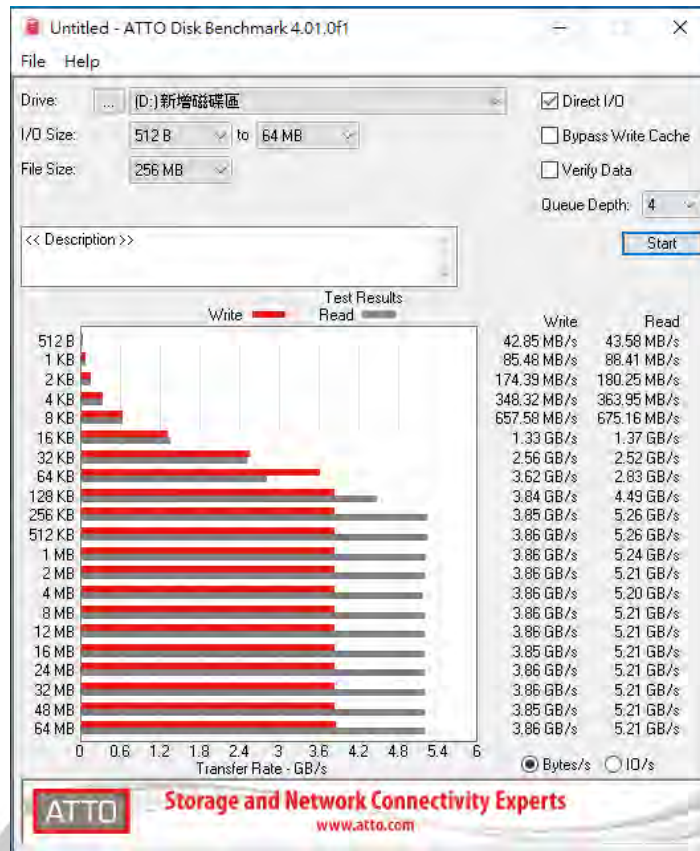 Untitled - ATTO Disk Benchmark 4.01.0f1
File Help
Drive: ... (D:)新增磁碟區
Direct I/O
I/O Size: 512 B to 64 MB
Bypass Write Cache
File Size: 256 MB
Verify Data
Queue Depth: 4
<< Description >>
Start
Test Results
Write Read
Write Read
512 B 42.85 MB/s 43.58 MB/s
1 KB 85.48 MB/s 88.41 MB/s
2 KB 174.39 MB/s 180.25 MB/s
4 KB 348.32 MB/s 363.95 MB/s
8 KB 657.58 MB/s 675.16 MB/s
16 KB 1.33 GB/s 1.37 GB/s
32 KB 2.56 GB/s 2.52 GB/s
64 KB 3.62 GB/s 2.83 GB/s
128 KB 3.84 GB/s 4.49 GB/s
256 KB 3.85 GB/s 5.26 GB/s
512 KB 3.86 GB/s 5.26 GB/s
1 MB 3.86 GB/s 5.24 GB/s
2 MB 3.86 GB/s 5.21 GB/s
4 MB 3.86 GB/s 5.20 GB/s
8 MB 3.86 GB/s 5.21 GB/s
12 MB 3.86 GB/s 5.21 GB/s
16 MB 3.85 GB/s 5.21 GB/s
24 MB 3.86 GB/s 5.21 GB/s
32 MB 3.86 GB/s 5.21 GB/s
48 MB 3.85 GB/s 5.21 GB/s
64 MB 3.86 GB/s 5.21 GB/s
0 0.6 1.2 1.8 2.4 3 3.6 4.2 4.8 5.4 6
Transfer Rate - GB/s
Bytes/s IO/s
ATTO
Storage and Network Connectivity Experts
www.atto.com